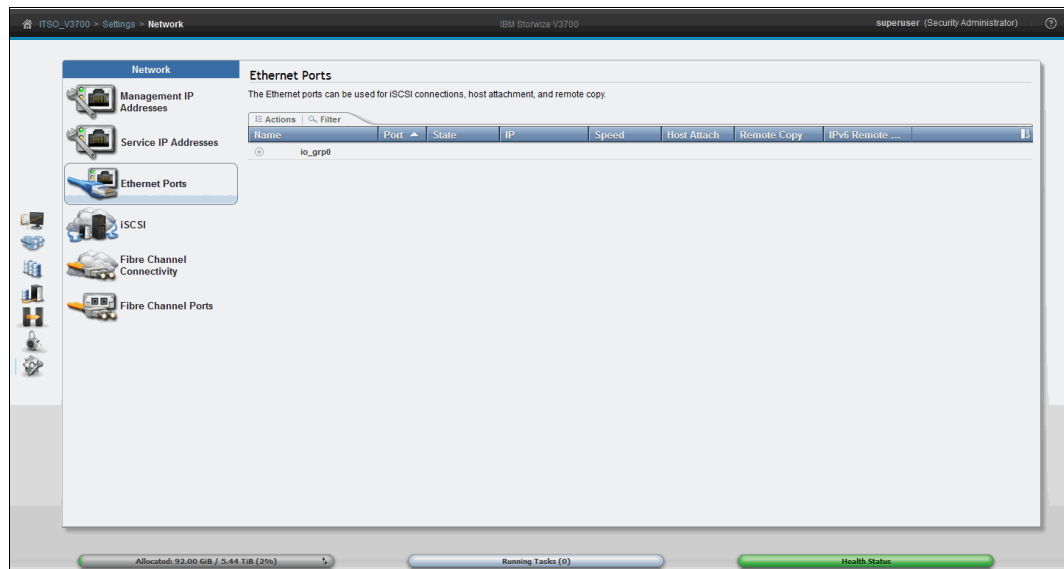 ITSO_V3700 > Settings > Network
IBM Storwize V3700
superuser (Security Administrator)
?
Network
Management IP
Addresses
Service IP Addresses
Ethernet Ports
iSCSI
Fibre Channel
Connectivity
Fibre Channel Ports
Ethernet Ports
The Ethernet ports can be used for iSCSI connections, host attachment, and remote copy.
Actions Filter
Name Port State IP Speed Host Attach Remote Copy IPv6 Remote ...
io_grp0
Allocated: 92.00 GiB / 5.44 TiB (2%)
Running Tasks (0)
Health Status